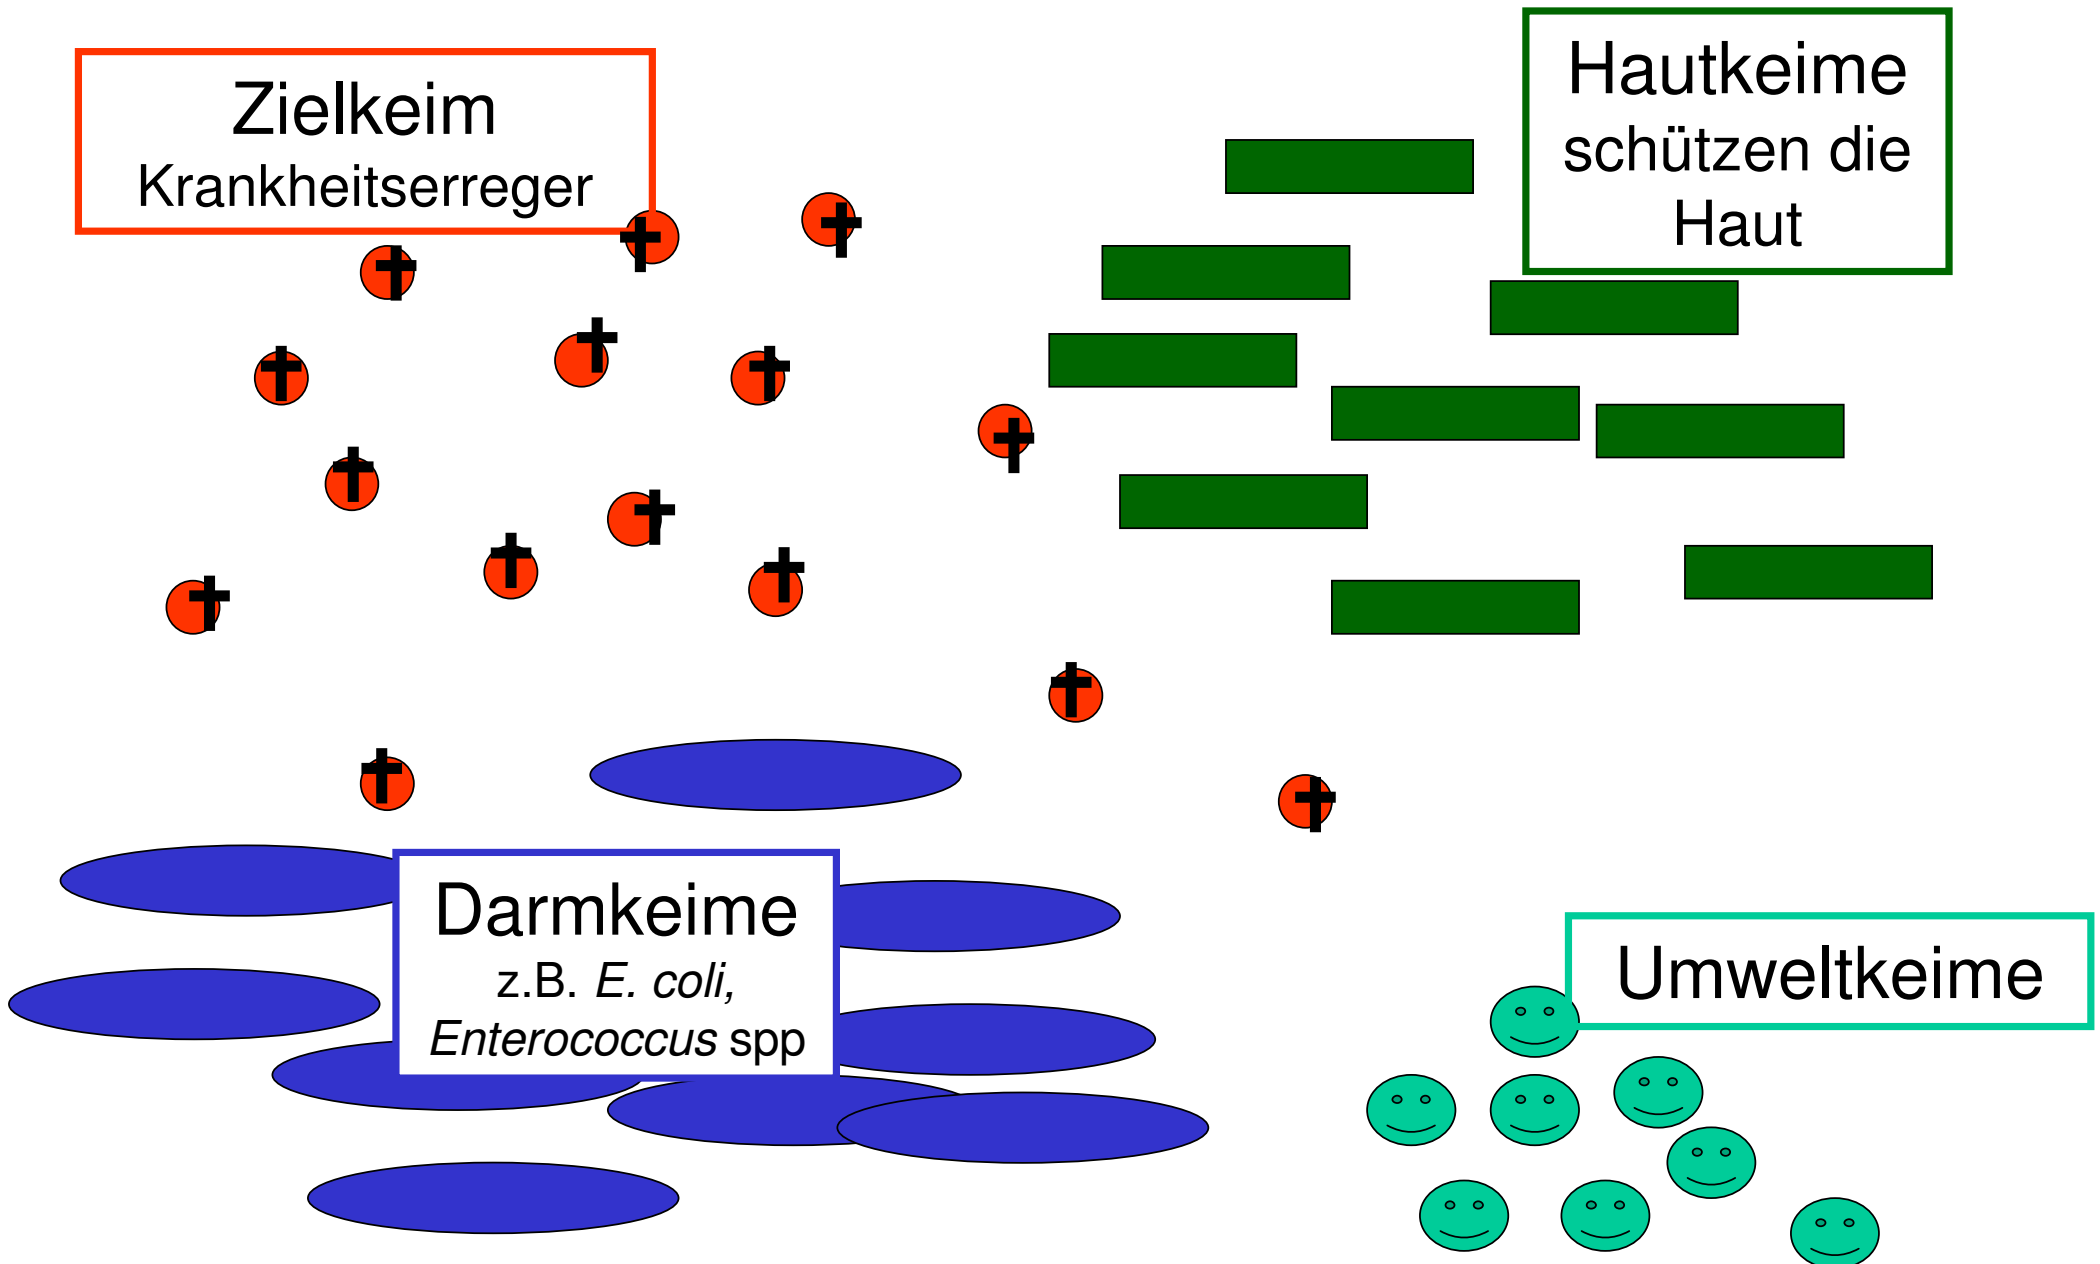 Zielkeim
Krankheitserreger
Hautkeime
schützen die
Haut
Darmkeime
z.B. E. coli,
Enterococcus spp
Umweltkeime